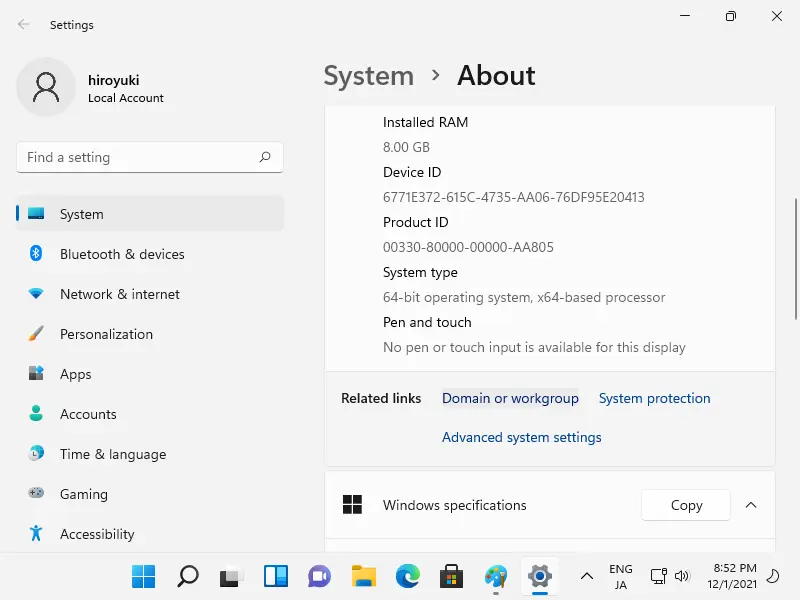 Settings
hiroyuki
Local Account
Find a setting
System
Bluetooth & devices
Network & internet
Personalization
Apps
Accounts
Time & language
Gaming
Accessibility
System > About
Installed RAM
8.00 GB
Device ID
6771E372-615C-4735-AA06-76DF95E20413
Product ID
00330-80000-00000-AA805
System type
64-bit operating system, x64-based processor
Pen and touch
No pen or touch input is available for this display
Related links Domain or workgroup System protection
Advanced system settings
Windows specifications Copy
ENG 8:52 PM
JA 12/1/2021